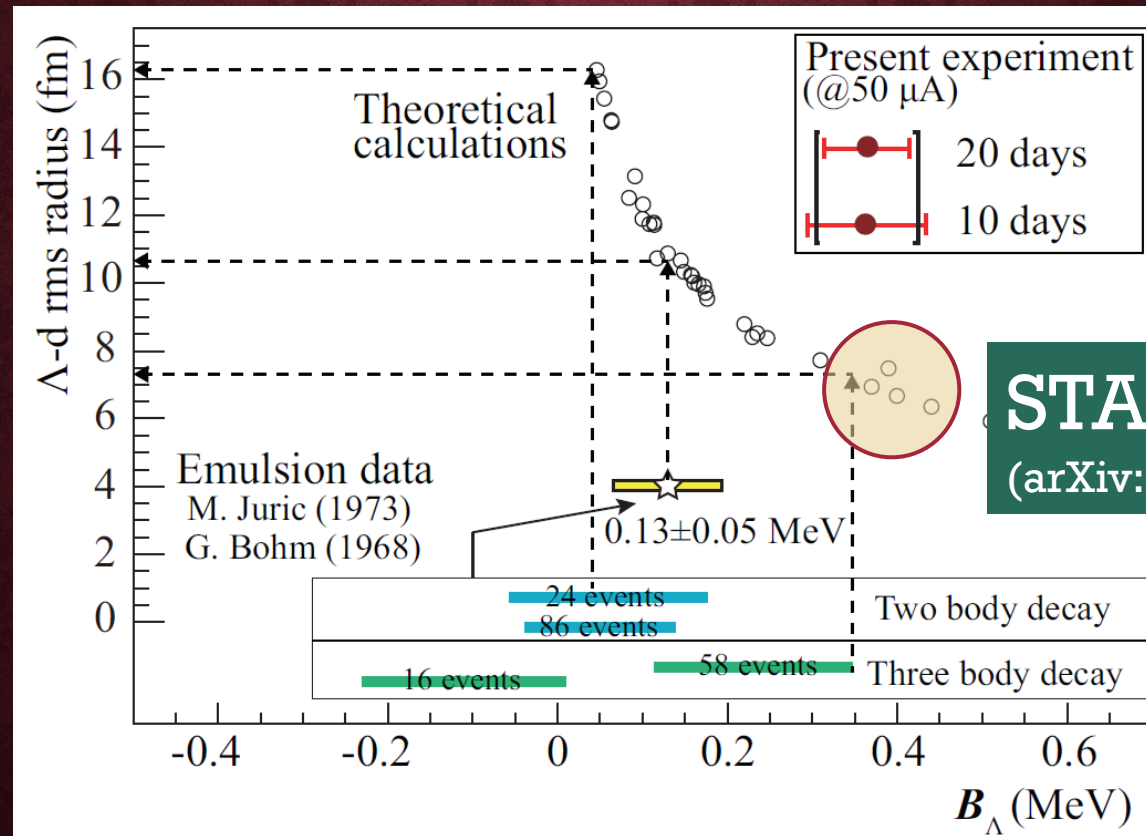 Λ-d rms radius (fm)
16
14
12
10
8
6
4
2
0
Theoretical
calculations
Present experiment
(@50 μA)
20 days
10 days
STA
(arXiv:
Emulsion data
M. Juric (1973)
G. Bohm (1968)
0.13±0.05 MeV
24 events
86 events
Two body decay
58 events
16 events
Three body decay
-0.4 -0.2 0 0.2 0.4 0.6
B_Λ (MeV)